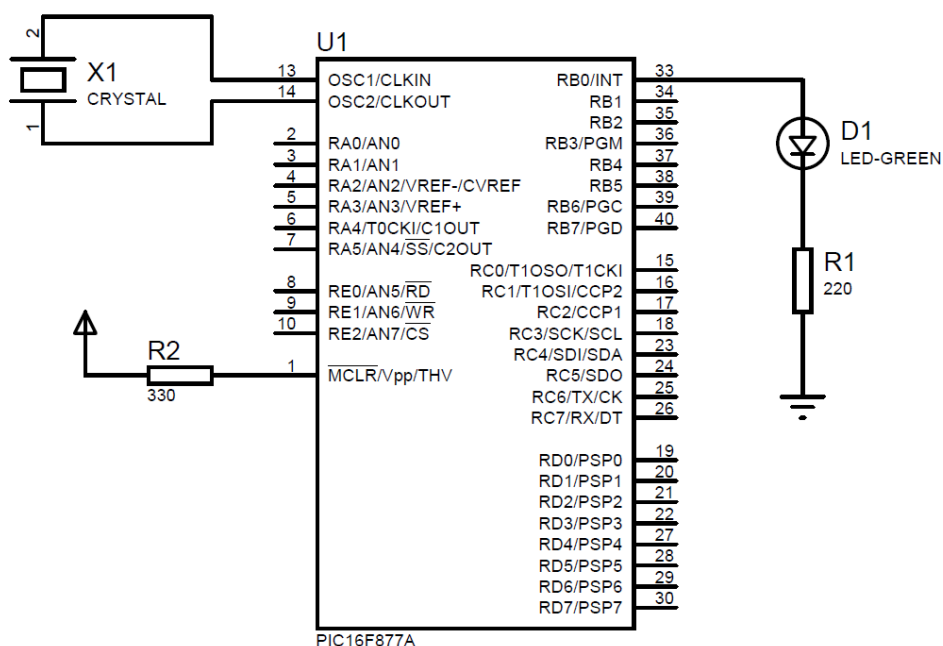 2
1
X1
CRYSTAL
U1
13 OSC1/CLKIN RB0/INT 33
14 OSC2/CLKOUT RB1 34
RB2 35
2 RA0/AN0 RB3/PGM 36
3 RA1/AN1 RB4 37
4 RA2/AN2/VREF-/CVREF RB5 38
5 RA3/AN3/VREF+ RB6/PGC 39
6 RA4/T0CKI/C1OUT RB7/PGD 40
7 RA5/AN4/SS/C2OUT
RC0/T1OSO/T1CKI 15
8 RE0/AN5/RD RC1/T1OSI/CCP2 16
9 RE1/AN6/WR RC2/CCP1 17
10 RE2/AN7/CS RC3/SCK/SCL 18
RC4/SDI/SDA 23
1 MCLR/Vpp/THV RC5/SDO 24
RC6/TX/CK 25
RC7/RX/DT 26
RD0/PSP0 19
RD1/PSP1 20
RD2/PSP2 21
RD3/PSP3 22
RD4/PSP4 27
RD5/PSP5 28
RD6/PSP6 29
RD7/PSP7 30
PIC16F877A
R2
330
D1
LED-GREEN
R1
220